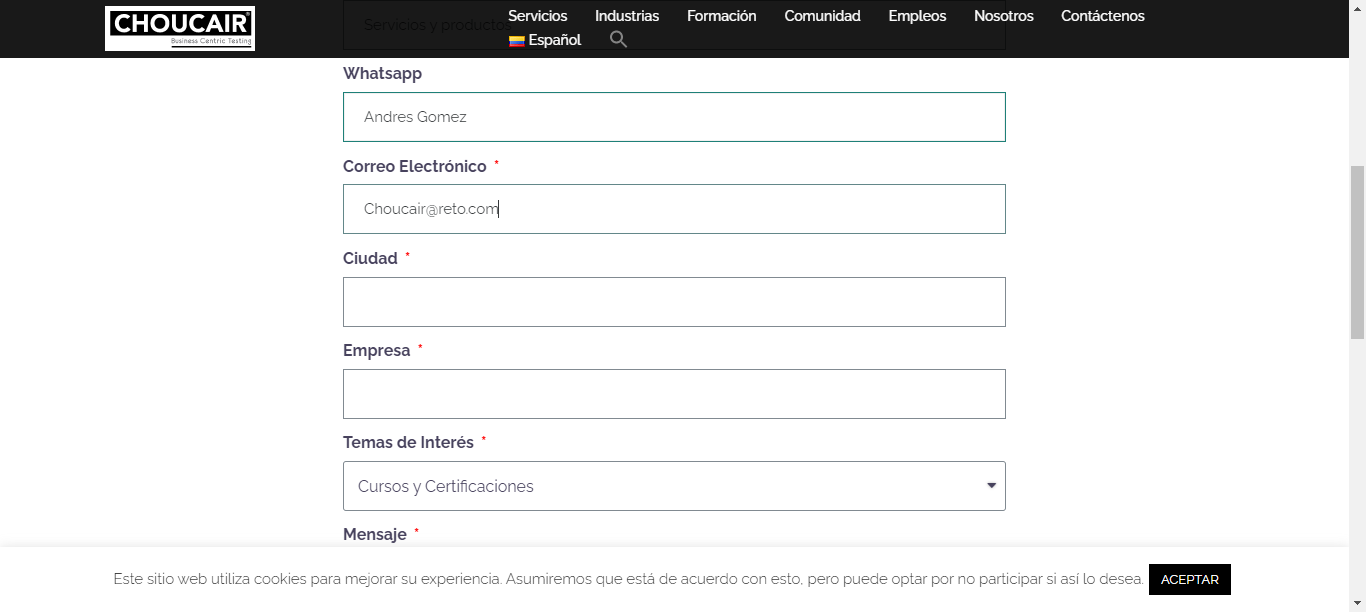 CHOUCAIR
Business Centric Testing
Servicios Industrias Formación Comunidad Empleos Nosotros Contáctenos
Español
Servicios y productos
Whatsapp
Andres Gomez
Correo Electrónico *
Choucair@reto.com
Ciudad *
Empresa *
Temas de Interés *
Cursos y Certificaciones
Mensaje *
Este sitio web utiliza cookies para mejorar su experiencia. Asumiremos que está de acuerdo con esto, pero puede optar por no participar si así lo desea. ACEPTAR